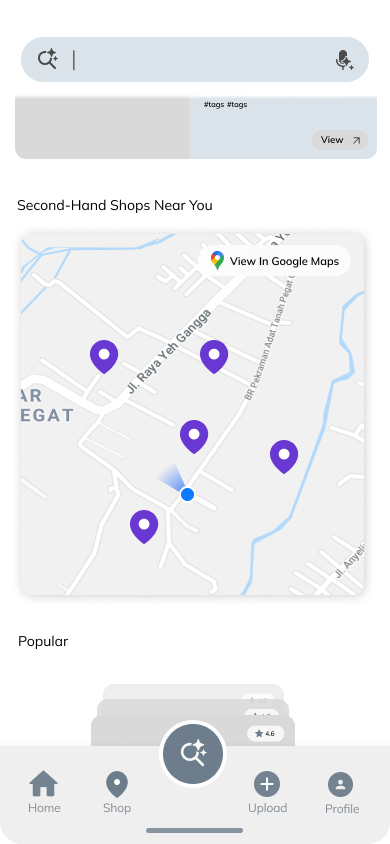 #tags #tags
View
Second-Hand Shops Near You
View In Google Maps
Jl. Raya Yeh Gangga
BR Pekraman Adat Tanah Pegat
AR
EGAT
Jl. Anyeli
Popular
4.6
Home
Shop
Upload
Profile